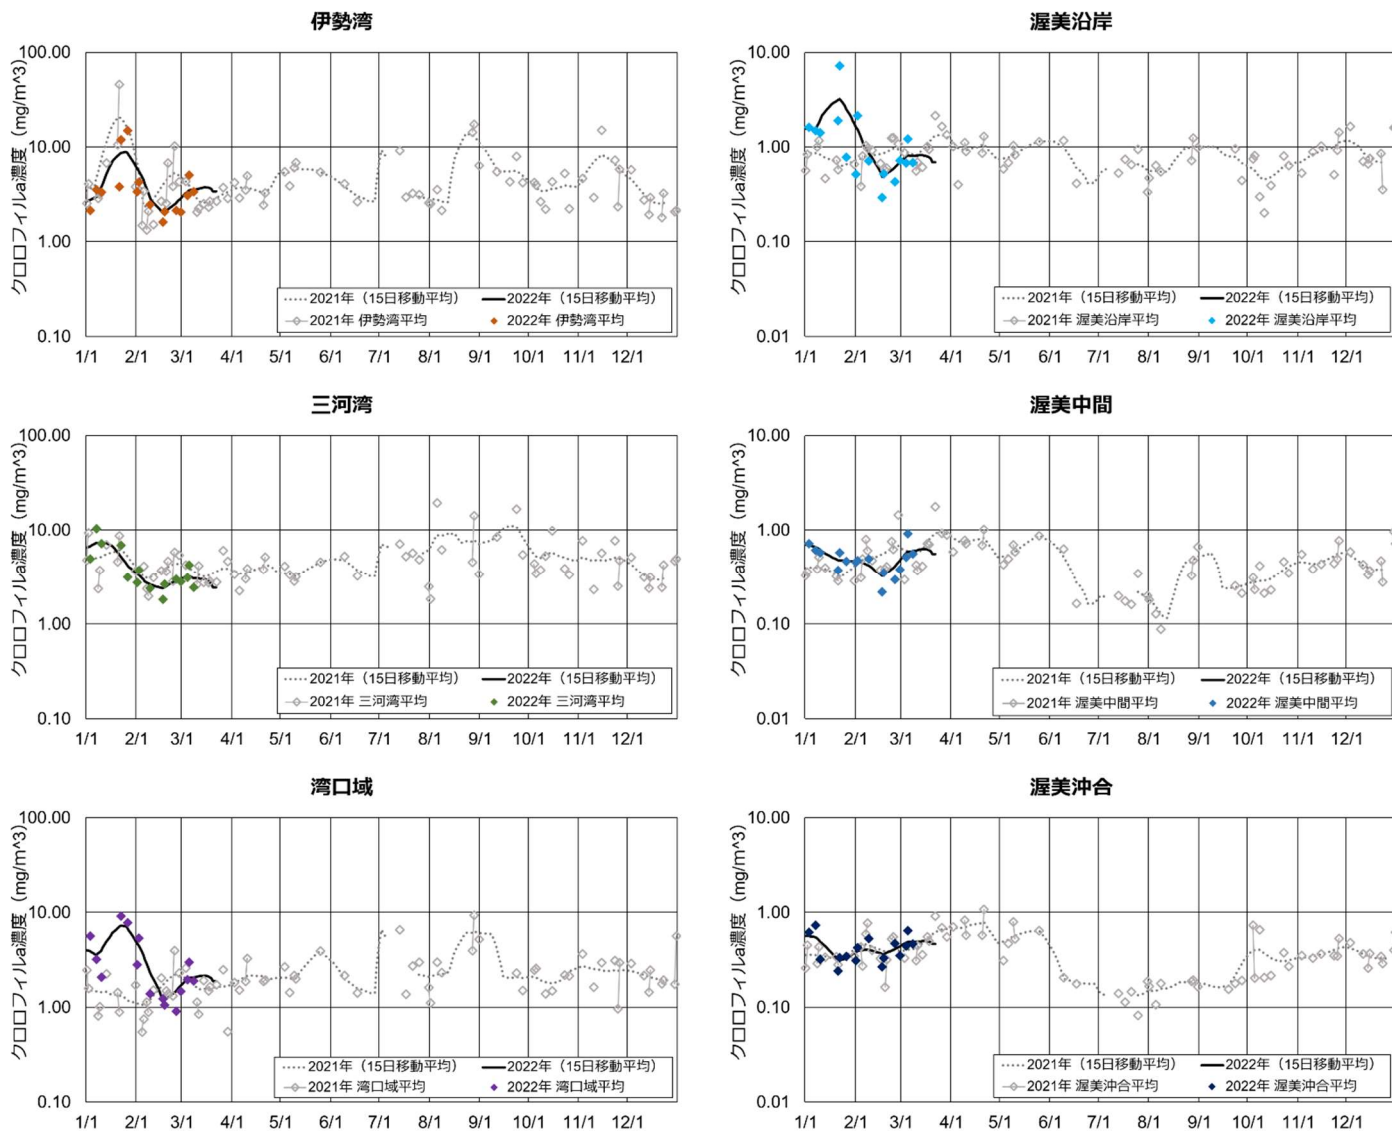 伊勢湾
クロロフィルa濃度（mg/m^3）
100.00
10.00
1.00
0.10
2021年（15日移動平均） 2022年（15日移動平均）
2021年 伊勢湾平均 2022年 伊勢湾平均
1/1 2/1 3/1 4/1 5/1 6/1 7/1 8/1 9/1 10/1 11/1 12/1
渥美沿岸
クロロフィルa濃度（mg/m^3）
10.00
1.00
0.10
0.01
2021年（15日移動平均） 2022年（15日移動平均）
2021年 渥美沿岸平均 2022年 渥美沿岸平均
1/1 2/1 3/1 4/1 5/1 6/1 7/1 8/1 9/1 10/1 11/1 12/1
三河湾
クロロフィルa濃度（mg/m^3）
100.00
10.00
1.00
0.10
2021年（15日移動平均） 2022年（15日移動平均）
2021年 三河湾平均 2022年 三河湾平均
1/1 2/1 3/1 4/1 5/1 6/1 7/1 8/1 9/1 10/1 11/1 12/1
渥美中間
クロロフィルa濃度（mg/m^3）
10.00
1.00
0.10
0.01
2021年（15日移動平均） 2022年（15日移動平均）
2021年 渥美中間平均 2022年 渥美中間平均
1/1 2/1 3/1 4/1 5/1 6/1 7/1 8/1 9/1 10/1 11/1 12/1
湾口域
クロロフィルa濃度（mg/m^3）
100.00
10.00
1.00
0.10
2021年（15日移動平均） 2022年（15日移動平均）
2021年 湾口域平均 2022年 湾口域平均
1/1 2/1 3/1 4/1 5/1 6/1 7/1 8/1 9/1 10/1 11/1 12/1
渥美沖合
クロロフィルa濃度（mg/m^3）
10.00
1.00
0.10
0.01
2021年（15日移動平均） 2022年（15日移動平均）
2021年 渥美沖合平均 2022年 渥美沖合平均
1/1 2/1 3/1 4/1 5/1 6/1 7/1 8/1 9/1 10/1 11/1 12/1